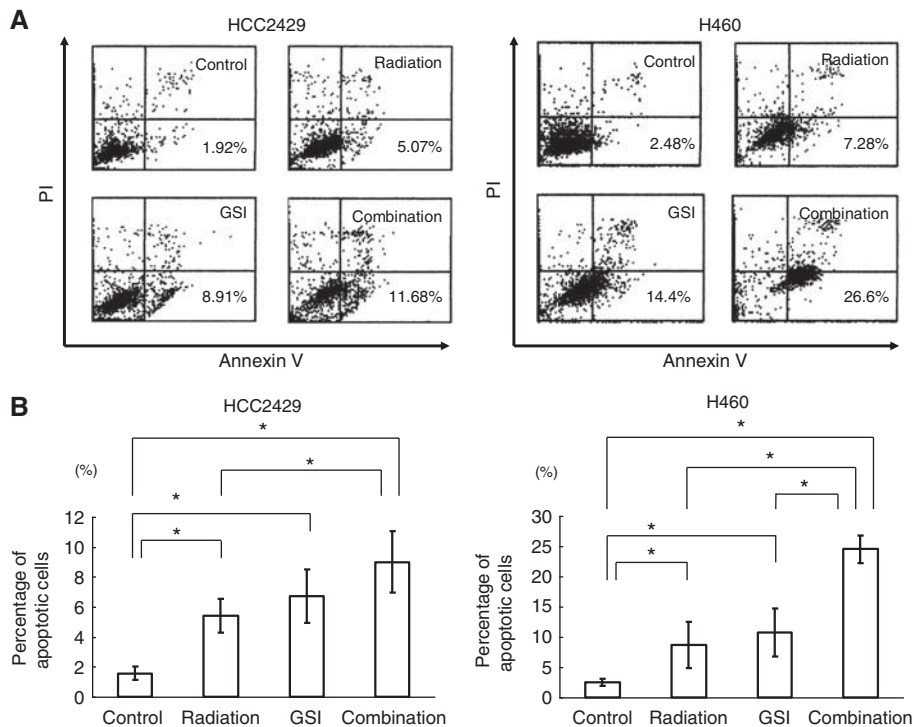 A
HCC2429
H460
Control
Radiation
1.92%
5.07%
GSI
Combination
8.91%
11.68%
PI
Annexin V
Control
Radiation
2.48%
7.28%
GSI
Combination
14.4%
26.6%
PI
Annexin V
B
HCC2429
(%)
*
*
*
*
12
10
8
6
4
2
0
Percentage of
apoptotic cells
Control Radiation GSI Combination
H460
(%)
*
*
*
*
*
30
25
20
15
10
5
0
Percentage of
apoptotic cells
Control Radiation GSI Combination